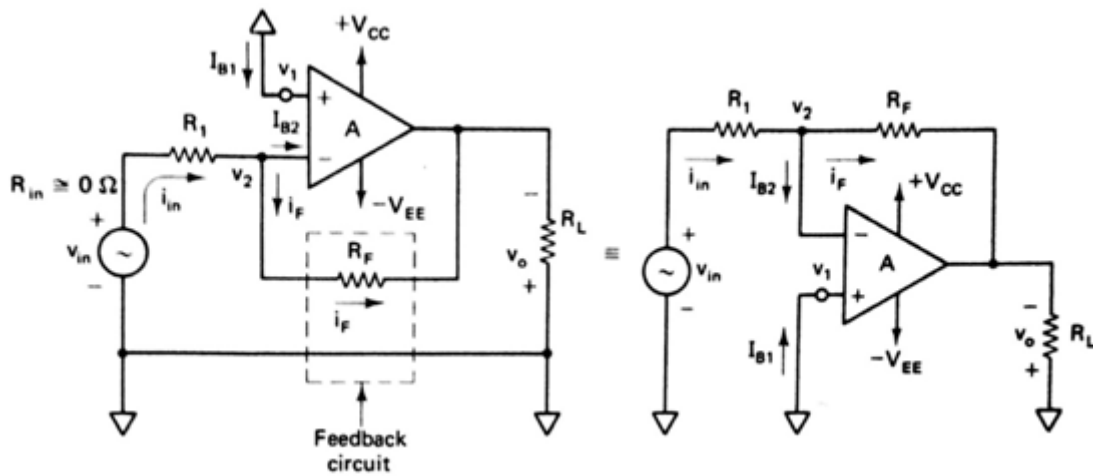 +V_CC
I_B1
v_1
+
A
I_B2
−
R_1
v_2
R_in ≅ 0 Ω
i_in
i_F
−V_EE
+
v_in
−
R_F
i_F
−
R_L
v_o
+
Feedback
circuit
≡
R_1
v_2
R_F
i_in
I_B2
i_F
+V_CC
+
v_in
−
−
A
v_1
+
I_B1
−V_EE
−
v_o
R_L
+